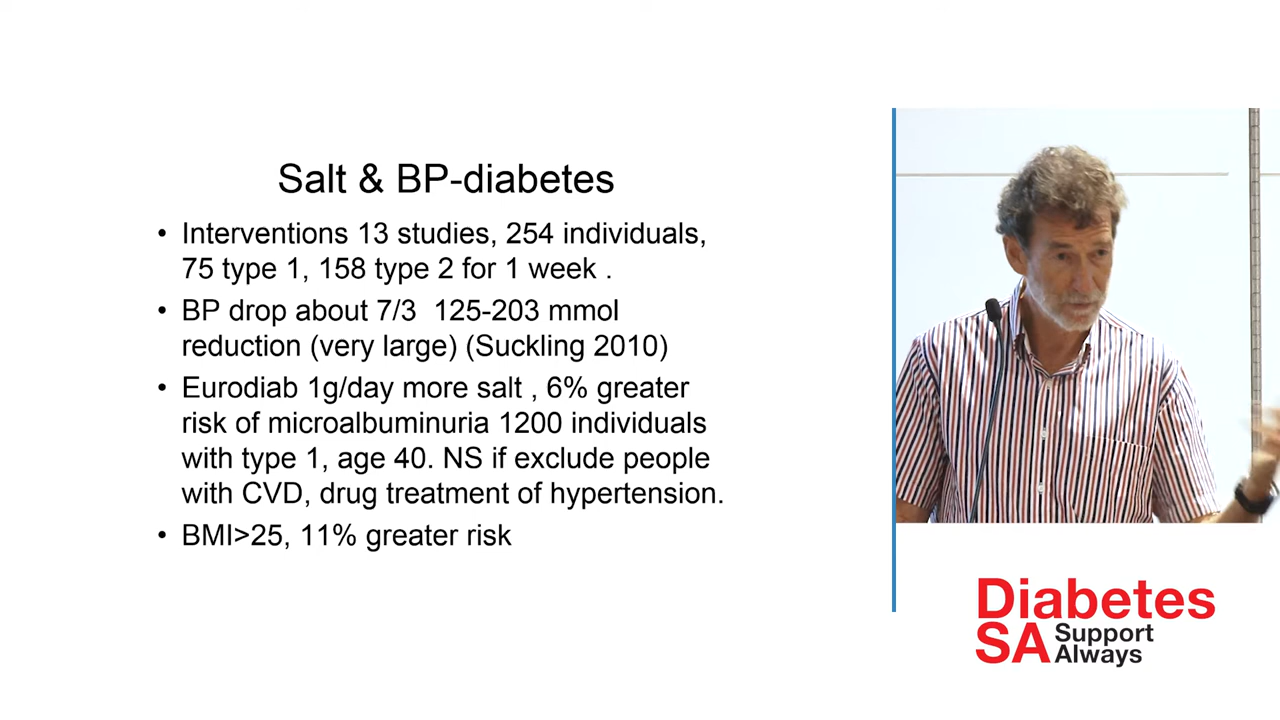 Salt & BP-diabetes
• Interventions 13 studies, 254 individuals,
75 type 1, 158 type 2 for 1 week .
• BP drop about 7/3  125-203 mmol
reduction (very large) (Suckling 2010)
• Eurodiab 1g/day more salt , 6% greater
risk of microalbuminuria 1200 individuals
with type 1, age 40. NS if exclude people
with CVD, drug treatment of hypertension.
• BMI>25, 11% greater risk
Diabetes
SA Support
Always